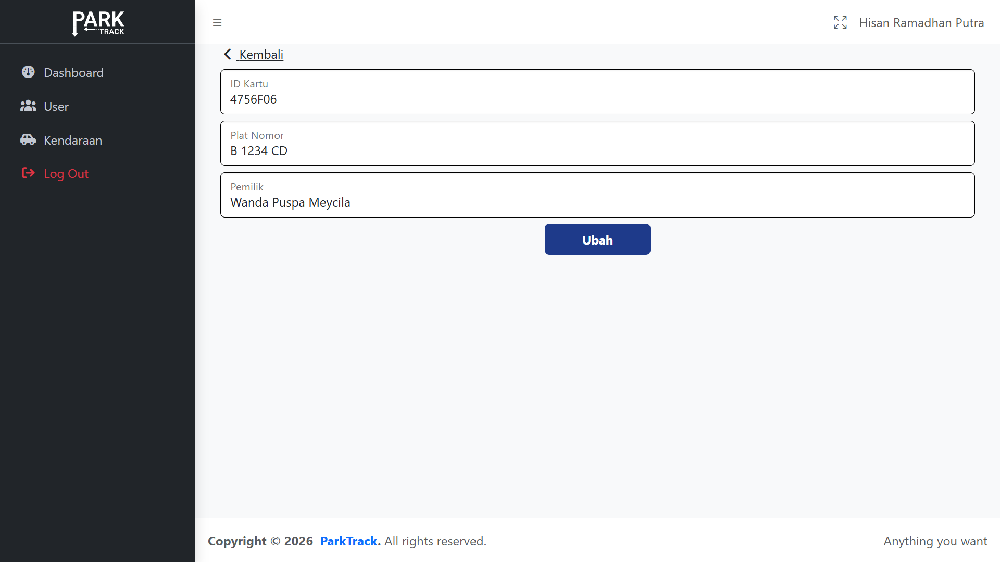 PARK
TRACK
Hisan Ramadhan Putra
Dashboard
User
Kendaraan
Log Out
Kembali
ID Kartu
4756F06
Plat Nomor
B 1234 CD
Pemilik
Wanda Puspa Meycila
Ubah
Copyright © 2026 ParkTrack. All rights reserved.
Anything you want